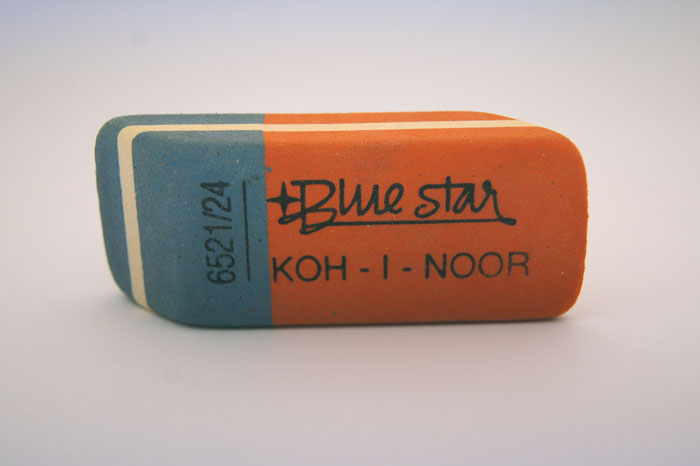 6521/24
Blue star
KOH-I-NOOR